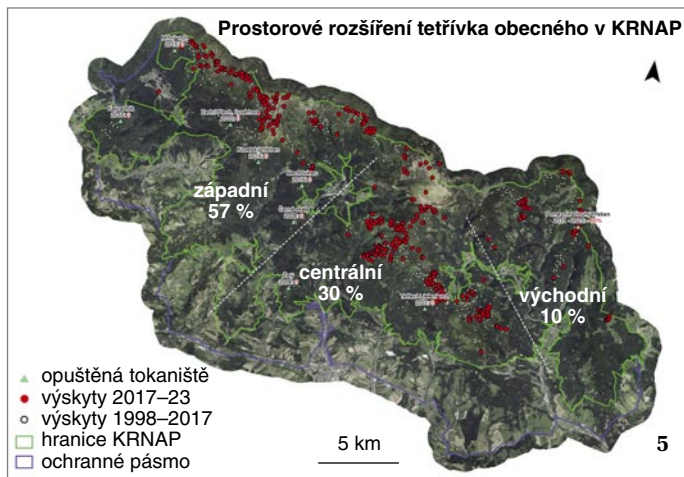 Prostorové rozšíření tetřívka obecného v KRNAP
západní
57 %
centrální
30 %
východní
10 %
opuštěná tokaniště
výskyty 2017–23
výskyty 1998–2017
hranice KRNAP
ochranné pásmo
5 km
5